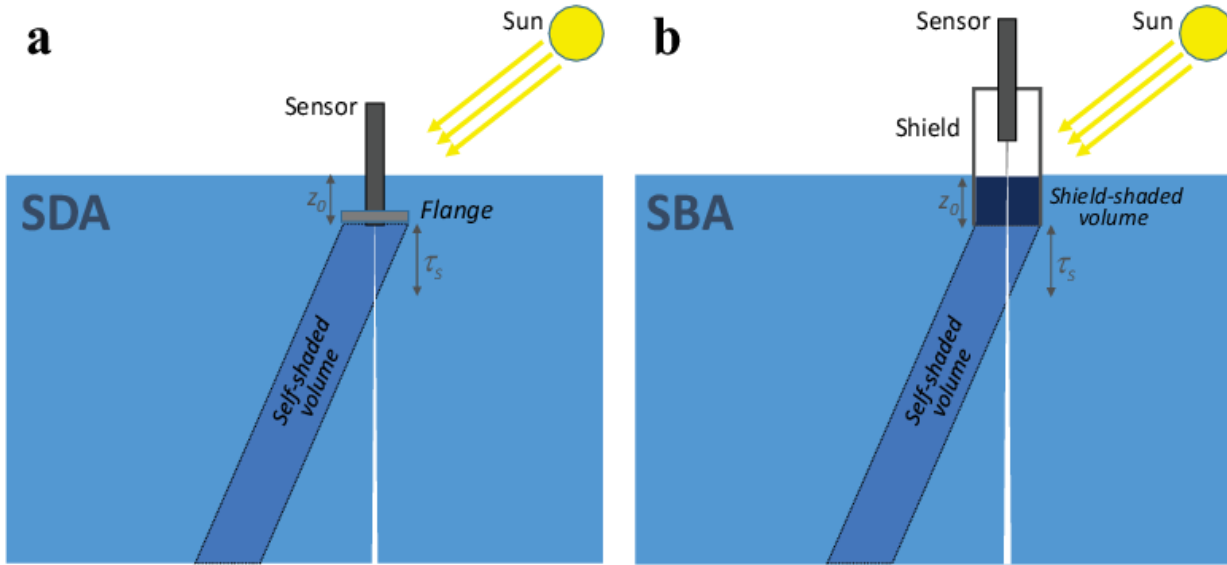 a
Sun
Sensor
z₀
Flange
SDA
τₛ
Self-shaded
volume
b
Sensor
Sun
Shield
z₀
Shield-shaded
volume
SBA
τₛ
Self-shaded
volume